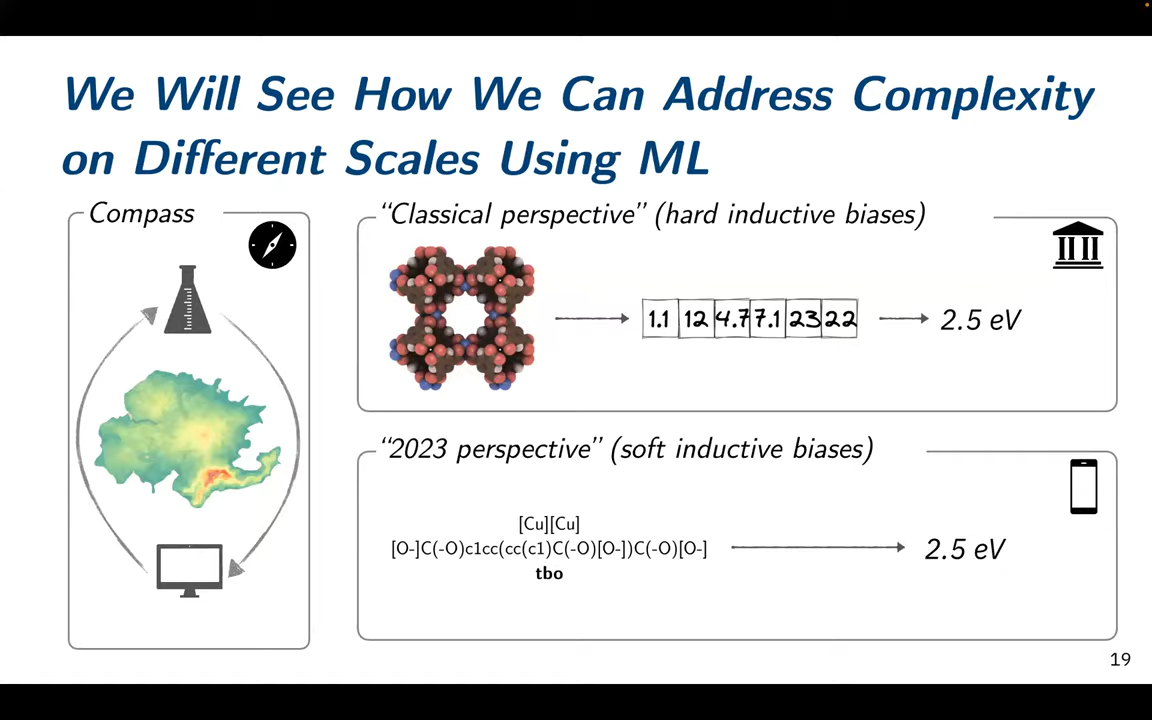 We Will See How We Can Address Complexity
on Different Scales Using ML
Compass
“Classical perspective” (hard inductive biases)
1.1 12 4.7 7.1 23 22
2.5 eV
“2023 perspective” (soft inductive biases)
[Cu][Cu]
[O-]C(-O)c1cc(cc(c1)C(-O)[O-])C(-O)[O-]
tbo
2.5 eV
19